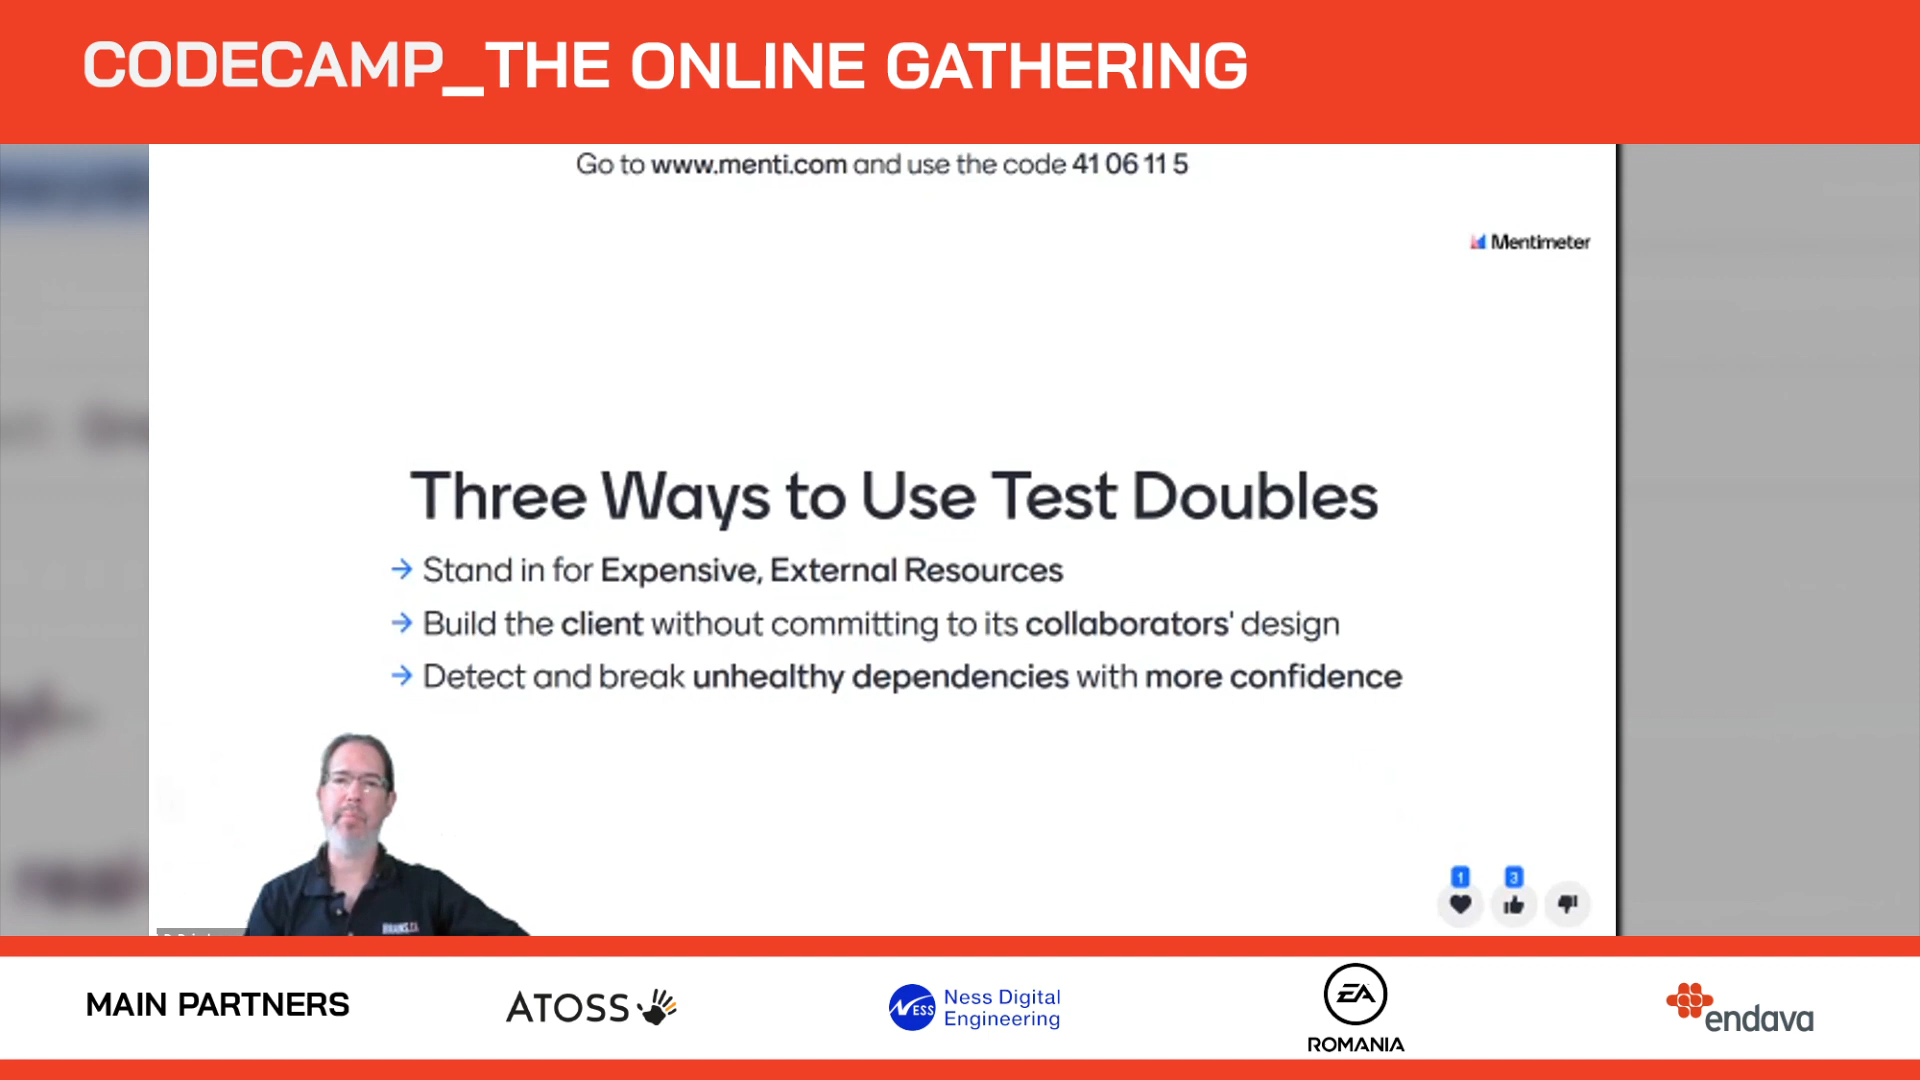 CODECAMP_THE ONLINE GATHERING
Go to www.menti.com and use the code 41 06 11 5
Mentimeter
Three Ways to Use Test Doubles
→ Stand in for Expensive, External Resources
→ Build the client without committing to its collaborators' design
→ Detect and break unhealthy dependencies with more confidence
1 3
MAIN PARTNERS
ATOSS
NESS
Ness Digital
Engineering
EA
ROMANIA
endava